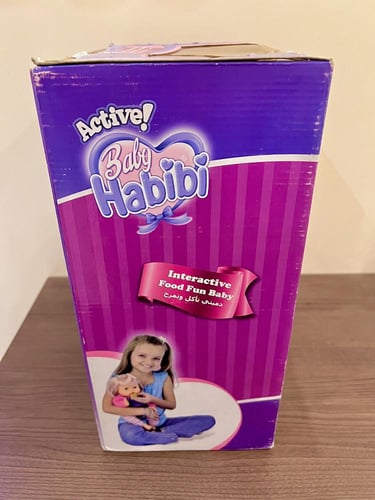 Active!
Baby
Habibi
Interactive
Food Fun Baby
دميتي تأكل وتمرح